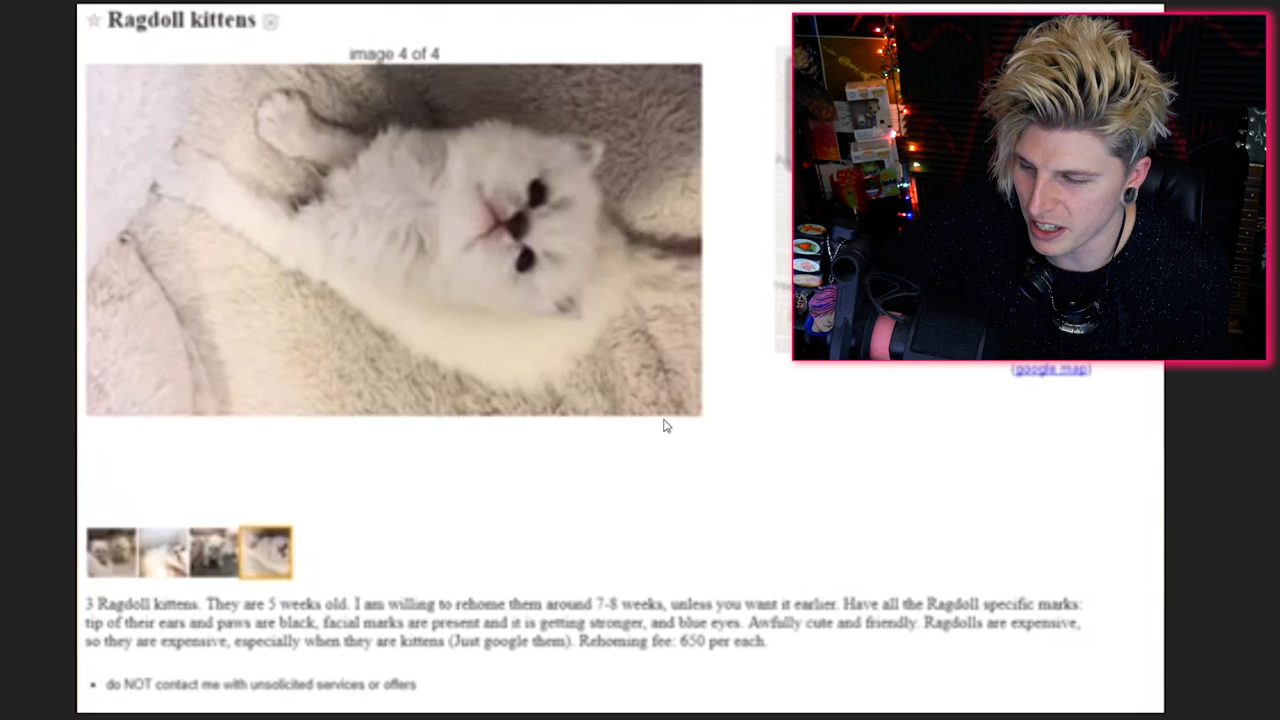 Ragdoll kittens
image 4 of 4
(google map)
3 Ragdoll kittens. They are 5 weeks old. I am willing to rehome them around 7-8 weeks, unless you want it earlier. Have all the Ragdoll specific marks:
tip of their ears and paws are black, facial marks are present and it is getting stronger, and blue eyes. Awfully cute and friendly. Ragdolls are expensive,
so they are expensive, especially when they are kittens (Just google them). Rehoming fee: 650 per each.
• do NOT contact me with unsolicited services or offers